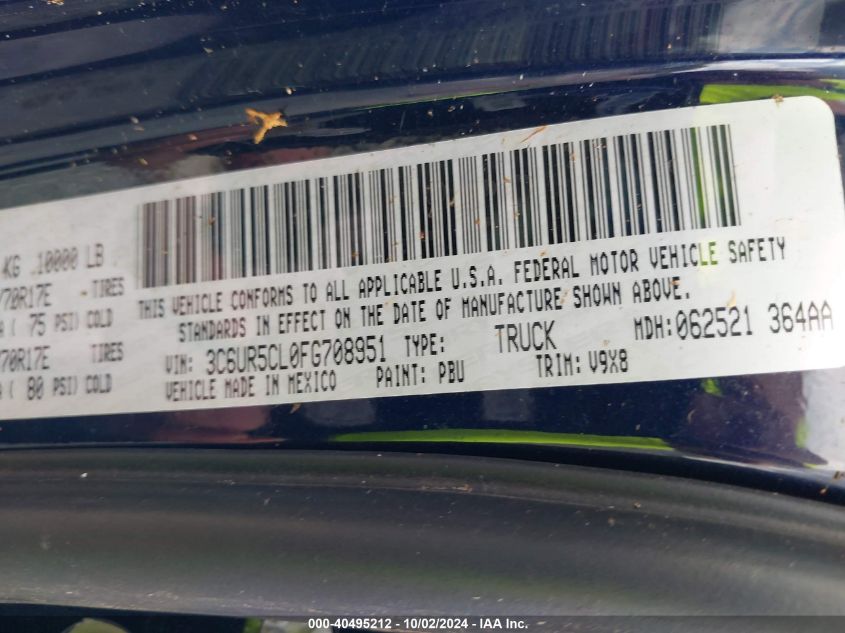 KG 10000 LB
70R17E TIRES
( 75 PSI) COLD
70R17E TIRES
( 80 PSI) COLD
THIS VEHICLE CONFORMS TO ALL APPLICABLE U.S.A. FEDERAL MOTOR VEHICLE SAFETY
STANDARDS IN EFFECT ON THE DATE OF MANUFACTURE SHOWN ABOVE.
VIN: 3C6UR5CL0FG708951 TYPE: TRUCK MDH:062521 364AA
VEHICLE MADE IN MEXICO PAINT: PBU TRIM: V9X8
000-40495212 - 10/02/2024 - IAA Inc.